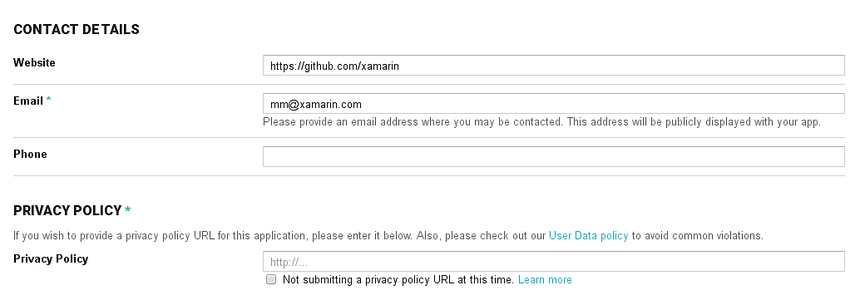 CONTACT DETAILS
Website https://github.com/xamarin
Email * mm@xamarin.com
Please provide an email address where you may be contacted. This address will be publicly displayed with your app.
Phone
PRIVACY POLICY *
If you wish to provide a privacy policy URL for this application, please enter it below. Also, please check out our User Data policy to avoid common violations.
Privacy Policy http://...
Not submitting a privacy policy URL at this time. Learn more